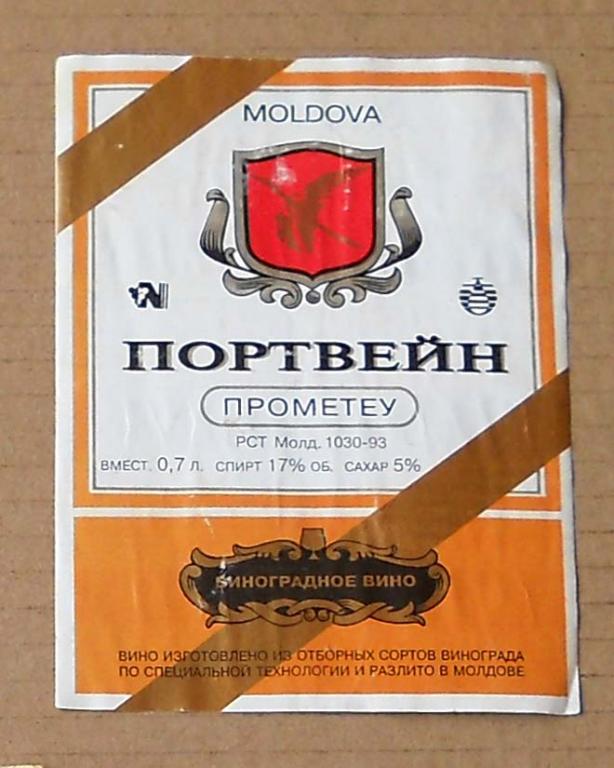 MOLDOVA
ПОРТВЕЙН
ПРОМЕТЕУ
РСТ Молд. 1030-93
ВМЕСТ. 0,7 Л. СПИРТ 17% ОБ. САХАР 5%
ВИНОГРАДНОЕ ВИНО
ВИНО ИЗГОТОВЛЕНО ИЗ ОТБОРНЫХ СОРТОВ ВИНОГРАДА
ПО СПЕЦИАЛЬНОЙ ТЕХНОЛОГИИ И РАЗЛИТО В МОЛДОВЕ